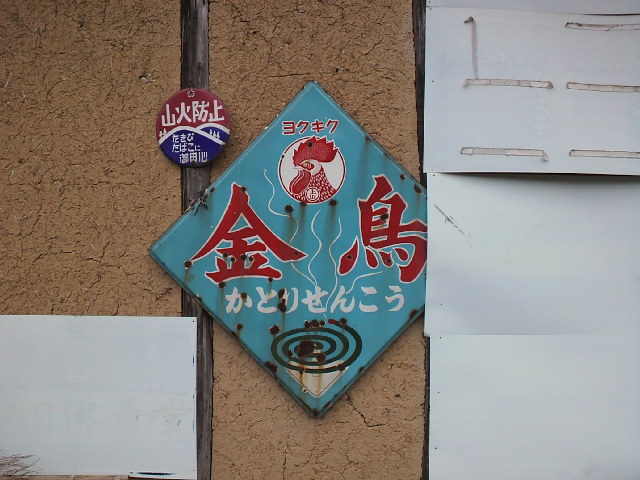 山火防止
たきび
たばこに
御用心
ヨクキク
金
金鳥
かとりせんこう